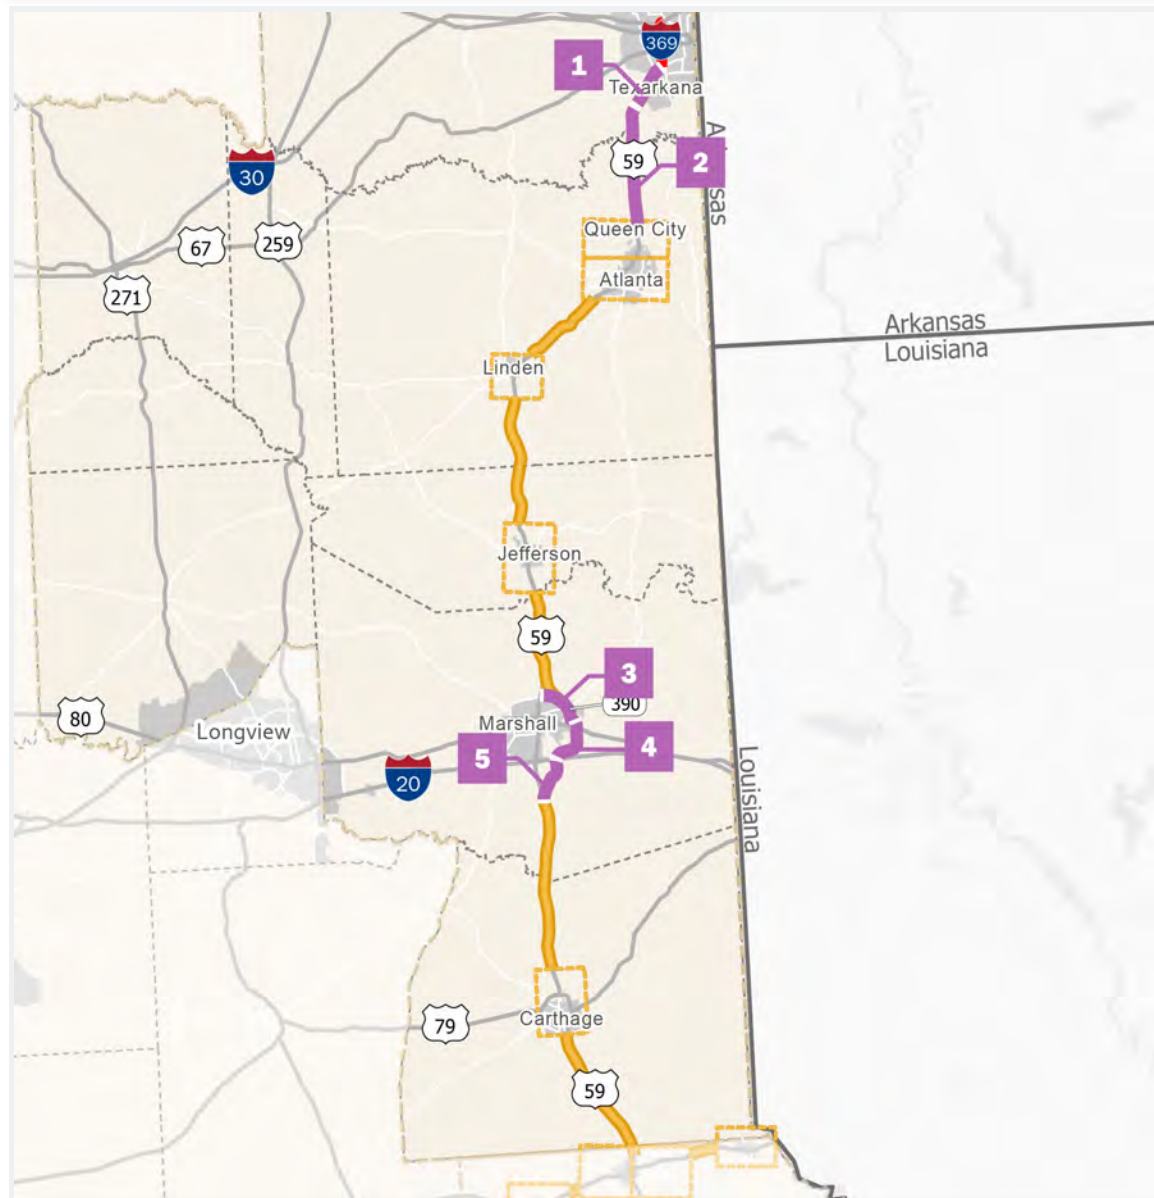 369
1
Texarkana
Arkansas
59
2
30
Queen City
67
259
Atlanta
271
Arkansas
Louisiana
Linden
Jefferson
59
3
390
80
Marshall
Longview
4
5
20
Louisiana
Carthage
79
59